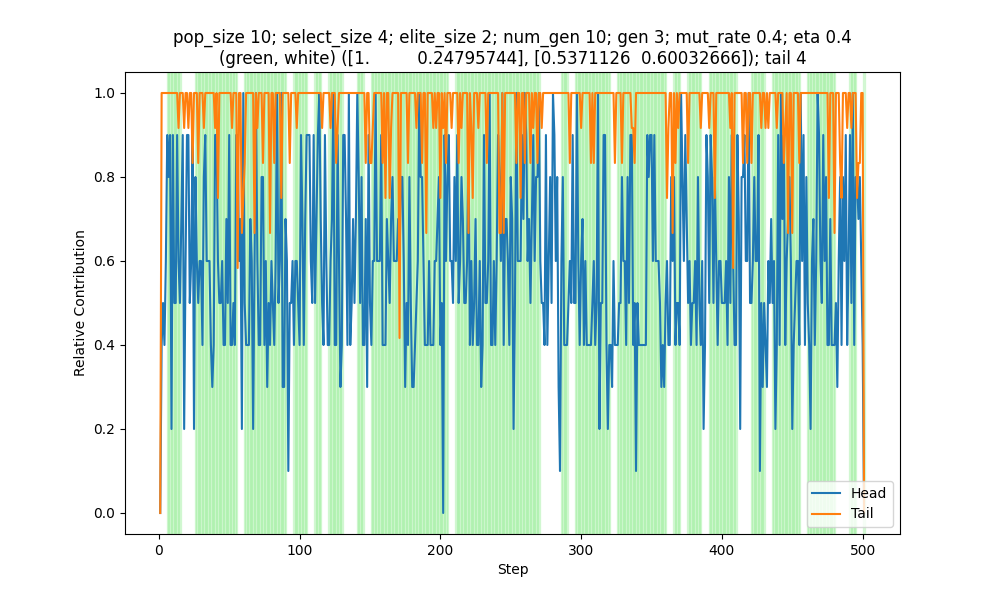 pop_size 10; select_size 4; elite_size 2; num_gen 10; gen 3; mut_rate 0.4; eta 0.4
(green, white) ([1. 0.24795744], [0.5371126 0.60032666]); tail 4
1.0
0.8
0.6
0.4
0.2
0.0
Relative Contribution
Head
Tail
0
100
200
300
400
500
Step